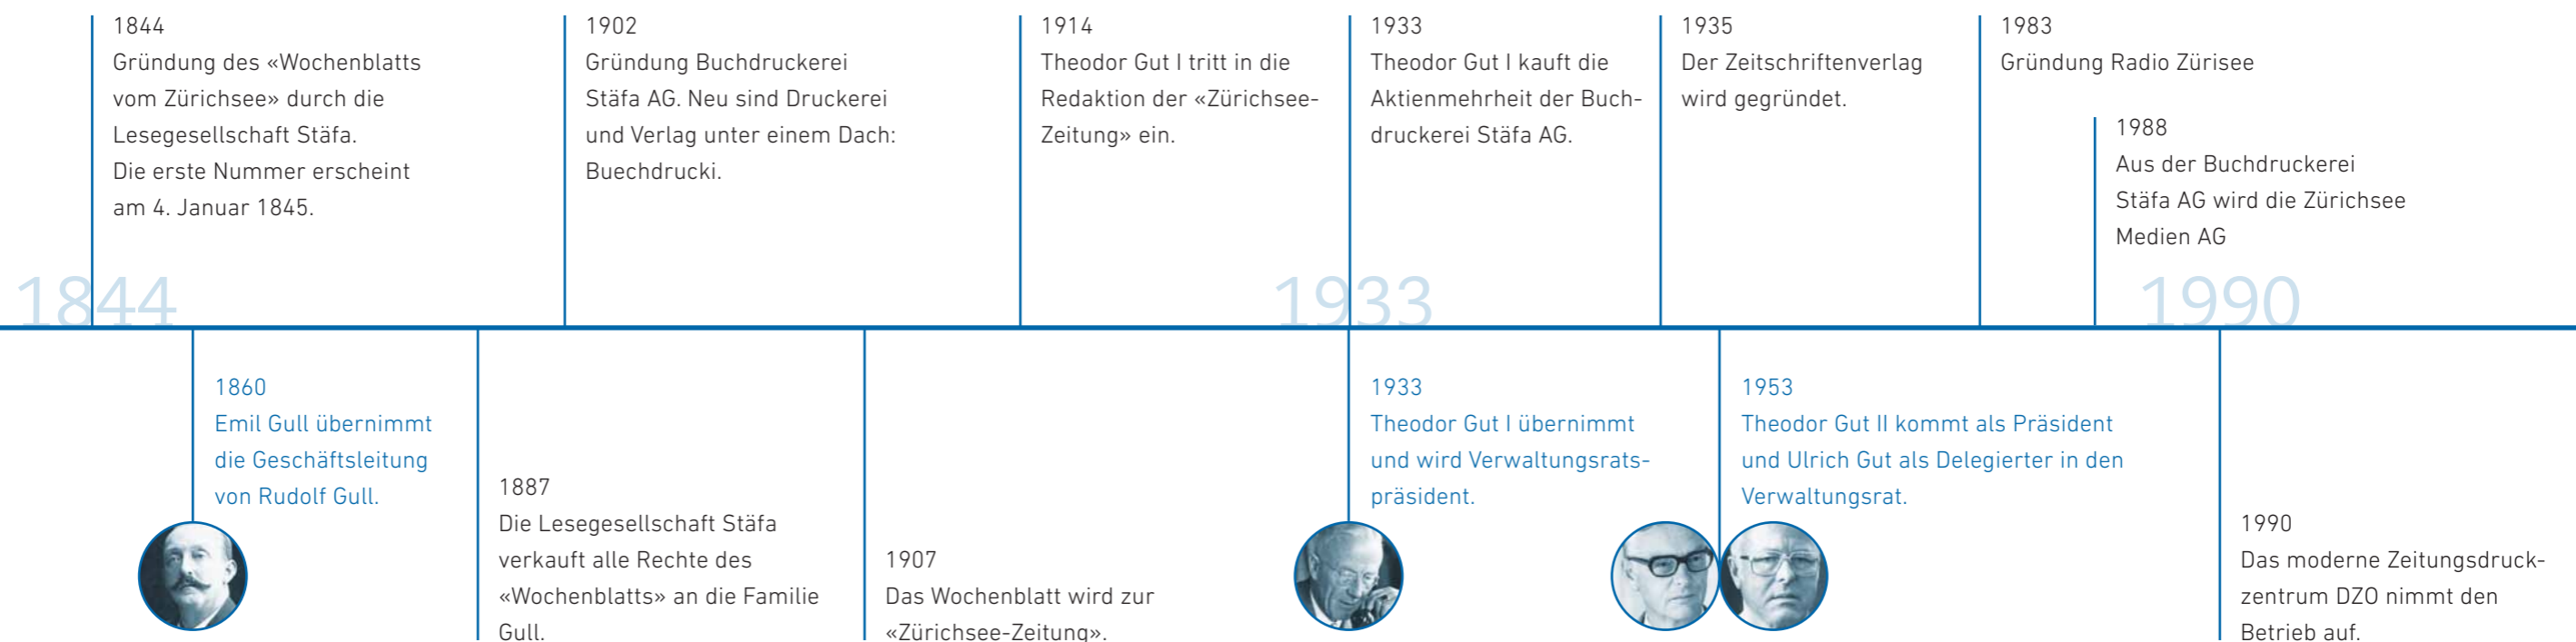 1844
Gründung des «Wochenblatts
vom Zürichsee» durch die
Lesegesellschaft Stäfa.
Die erste Nummer erscheint
am 4. Januar 1845.
1902
Gründung Buchdruckerei
Stäfa AG. Neu sind Druckerei
und Verlag unter einem Dach:
Buechdrucki.
1914
Theodor Gut I tritt in die
Redaktion der «Zürichsee-
Zeitung» ein.
1933
Theodor Gut I kauft die
Aktienmehrheit der Buch-
druckerei Stäfa AG.
1935
Der Zeitschriftenverlag
wird gegründet.
1983
Gründung Radio Zürisee
1988
Aus der Buchdruckerei
Stäfa AG wird die Zürichsee
Medien AG
1844
1933
1990
1860
Emil Gull übernimmt
die Geschäftsleitung
von Rudolf Gull.
1887
Die Lesegesellschaft Stäfa
verkauft alle Rechte des
«Wochenblatts» an die Familie
Gull.
1907
Das Wochenblatt wird zur
«Zürichsee-Zeitung».
1933
Theodor Gut I übernimmt
und wird Verwaltungsrats-
präsident.
1953
Theodor Gut II kommt als Präsident
und Ulrich Gut als Delegierter in den
Verwaltungsrat.
1990
Das moderne Zeitungsdruck-
zentrum DZO nimmt den
Betrieb auf.